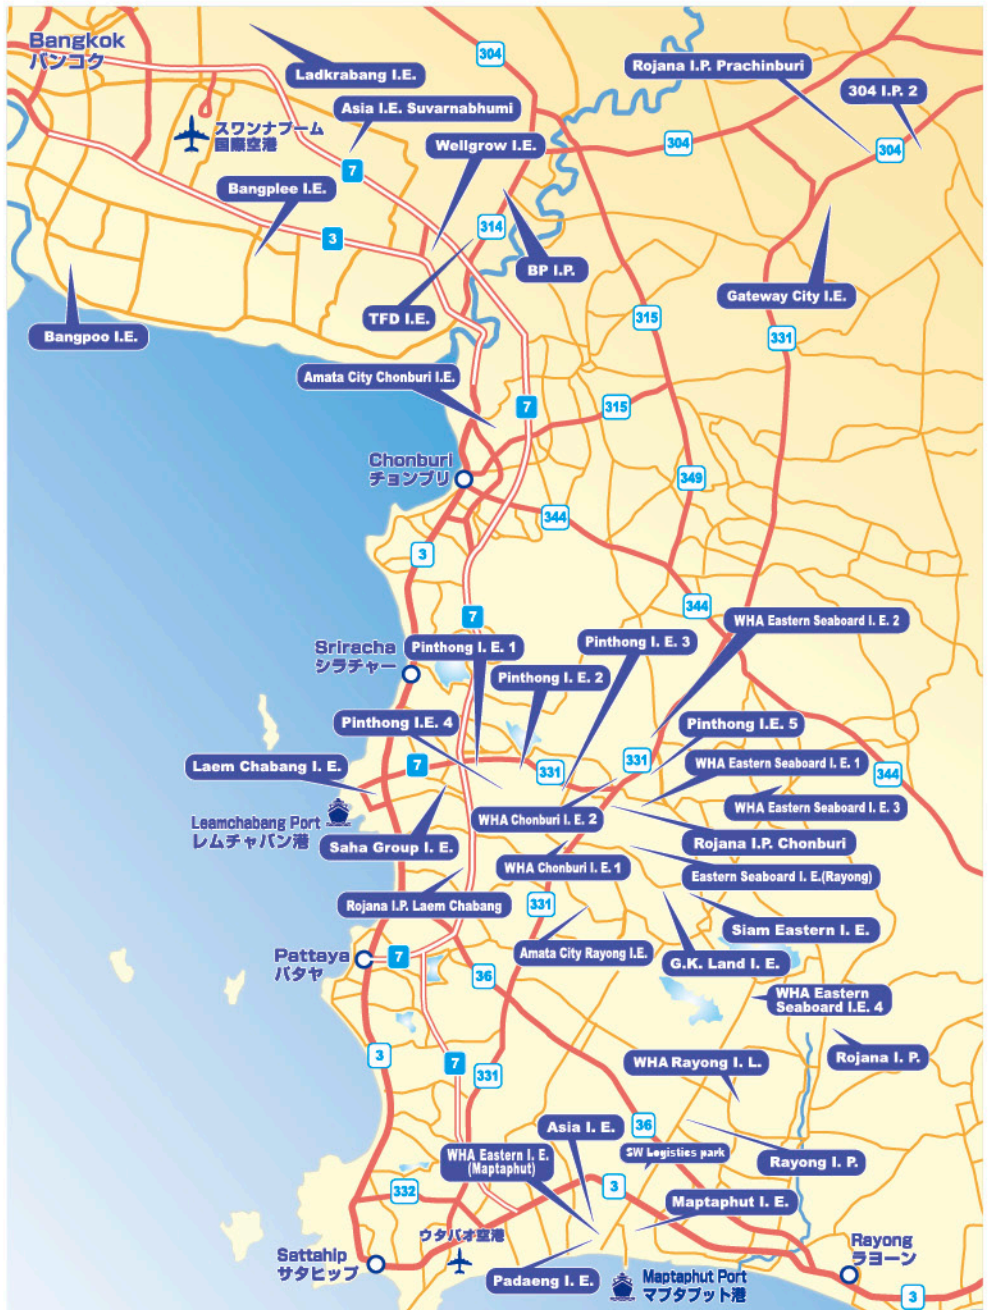 Bangkok
バンコク
304
Ladkrabang I.E.
Rojana I.P. Prachinburi
304 I.P. 2
Asia I.E. Suvarnabhumi
スワンナプーム
国際空港
Wellgrow I.E.
304
304
7
Bangplee I.E.
314
3
BP I.P.
Gateway City I.E.
TFD I.E.
315
Bangpoo I.E.
331
Amata City Chonburi I.E.
7
315
Chonburi
チョンブリ
349
344
3
344
7
WHA Eastern Seaboard I. E. 2
Sriracha
シラチャー
Pinthong I. E. 1
Pinthong I. E. 3
Pinthong I. E. 2
Pinthong I.E. 4
Pinthong I.E. 5
Laem Chabang I. E.
7
331
331
WHA Eastern Seaboard I. E. 1
344
WHA Eastern Seaboard I. E. 3
Leamchabang Port
レムチャバン港
WHA Chonburi I. E. 2
Saha Group I. E.
Rojana I.P. Chonburi
WHA Chonburi I. E. 1
Eastern Seaboard I. E.(Rayong)
Rojana I.P. Laem Chabang
331
Siam Eastern I. E.
Pattaya
パタヤ
7
Amata City Rayong I.E.
G.K. Land I. E.
36
WHA Eastern
Seaboard I.E. 4
3
7
331
WHA Rayong I. L.
Rojana I. P.
36
Asia I. E.
SW Logistics park
WHA Eastern I. E.
(Maptaphut)
Rayong I. P.
332
3
Maptaphut I. E.
ウタパオ空港
Sattahip
サタヒップ
Rayong
ラヨーン
Padaeng I. E.
Maptaphut Port
マプタプット港
3